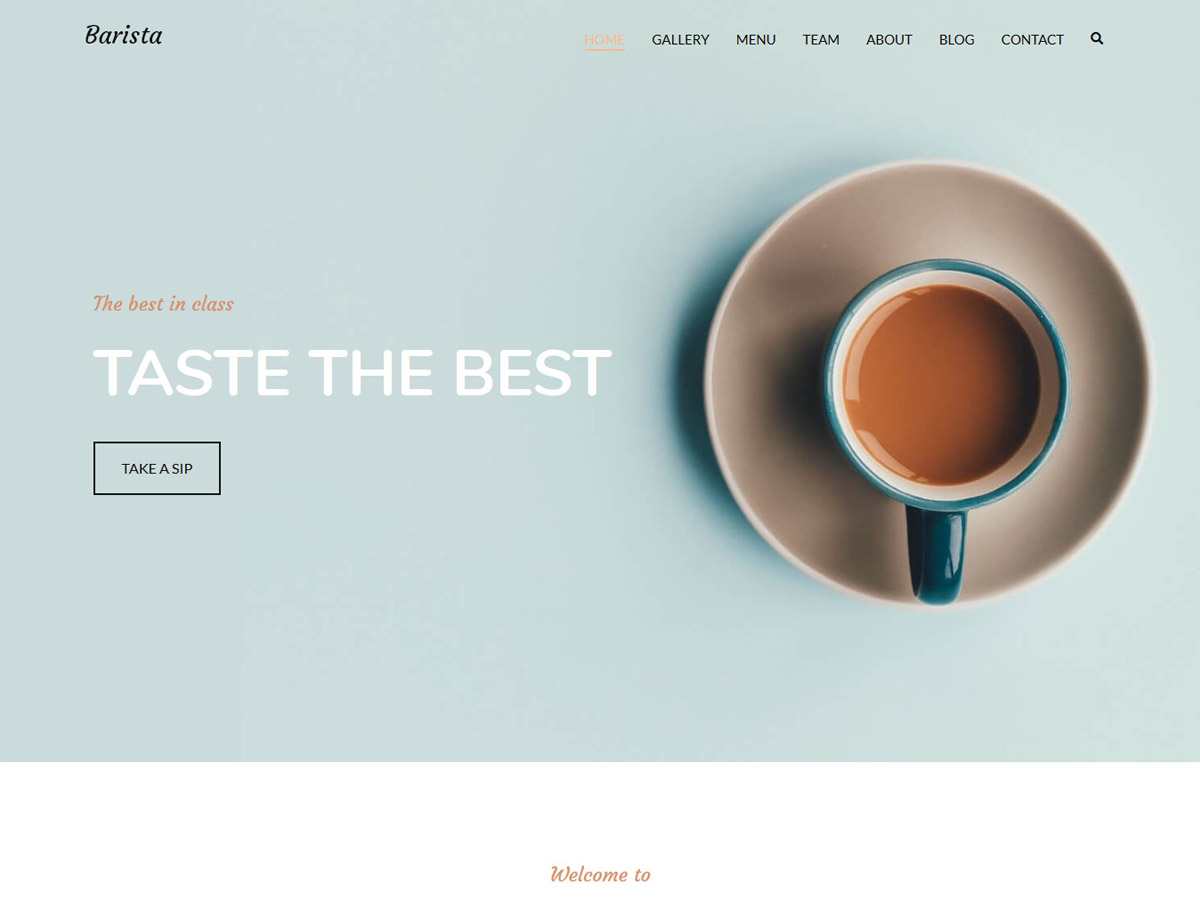 Barista
HOME GALLERY MENU TEAM ABOUT BLOG CONTACT
The best in class
TASTE THE BEST
TAKE A SIP
Welcome to